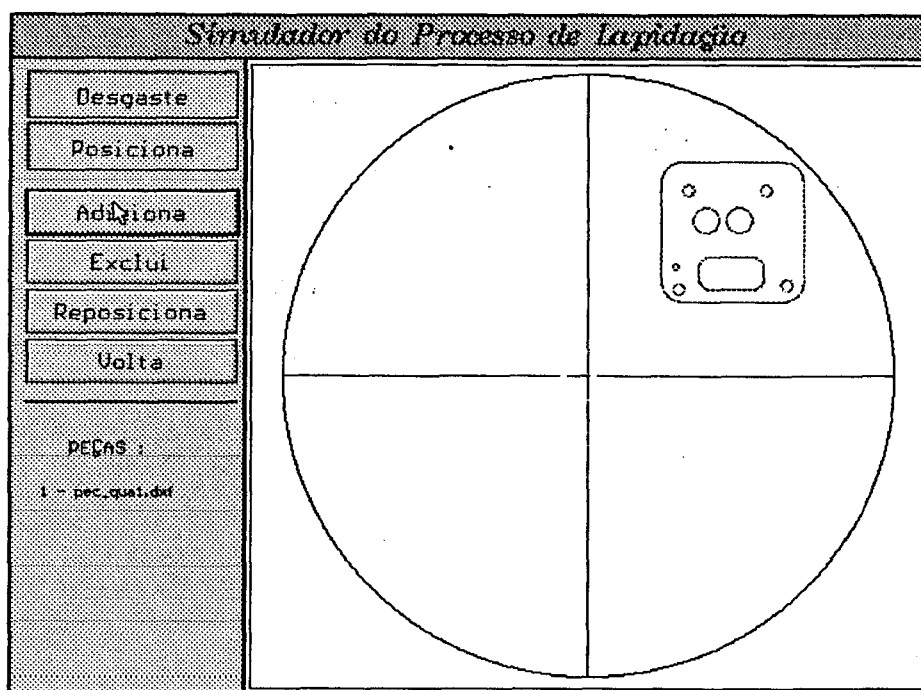 Simulador do Processo de Lapidação
Desgaste
Posiciona
Adiciona
Exclui
Reposiciona
Volta
PEÇAS :
1 - pec_qua1.dxf